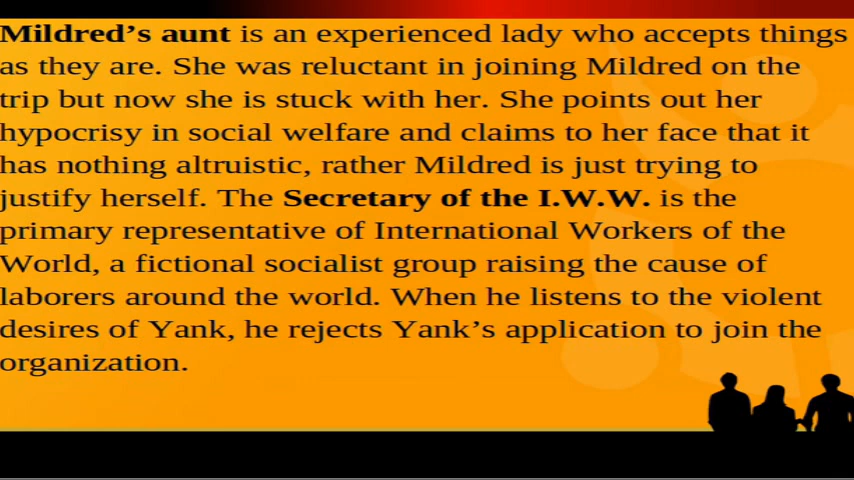 Mildred's aunt is an experienced lady who accepts things
as they are. She was reluctant in joining Mildred on the
trip but now she is stuck with her. She points out her
hypocrisy in social welfare and claims to her face that it
has nothing altruistic, rather Mildred is just trying to
justify herself. The Secretary of the I.W.W. is the
primary representative of International Workers of the
World, a fictional socialist group raising the cause of
laborers around the world. When he listens to the violent
desires of Yank, he rejects Yank's application to join the
organization.